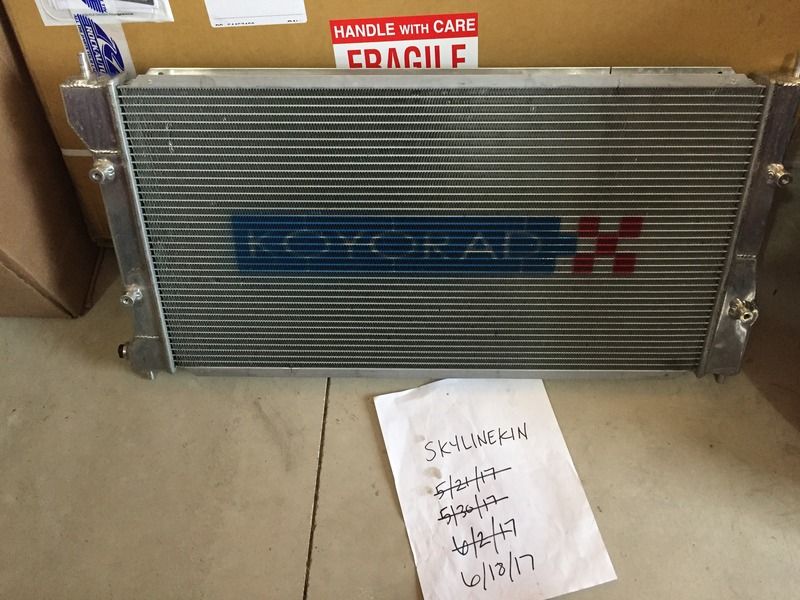 HANDLE WITH CARE
FRAGILE
KOYORAD
SKYLINEKIN
5/21/17
5/30/17
6/2/17
6/18/17